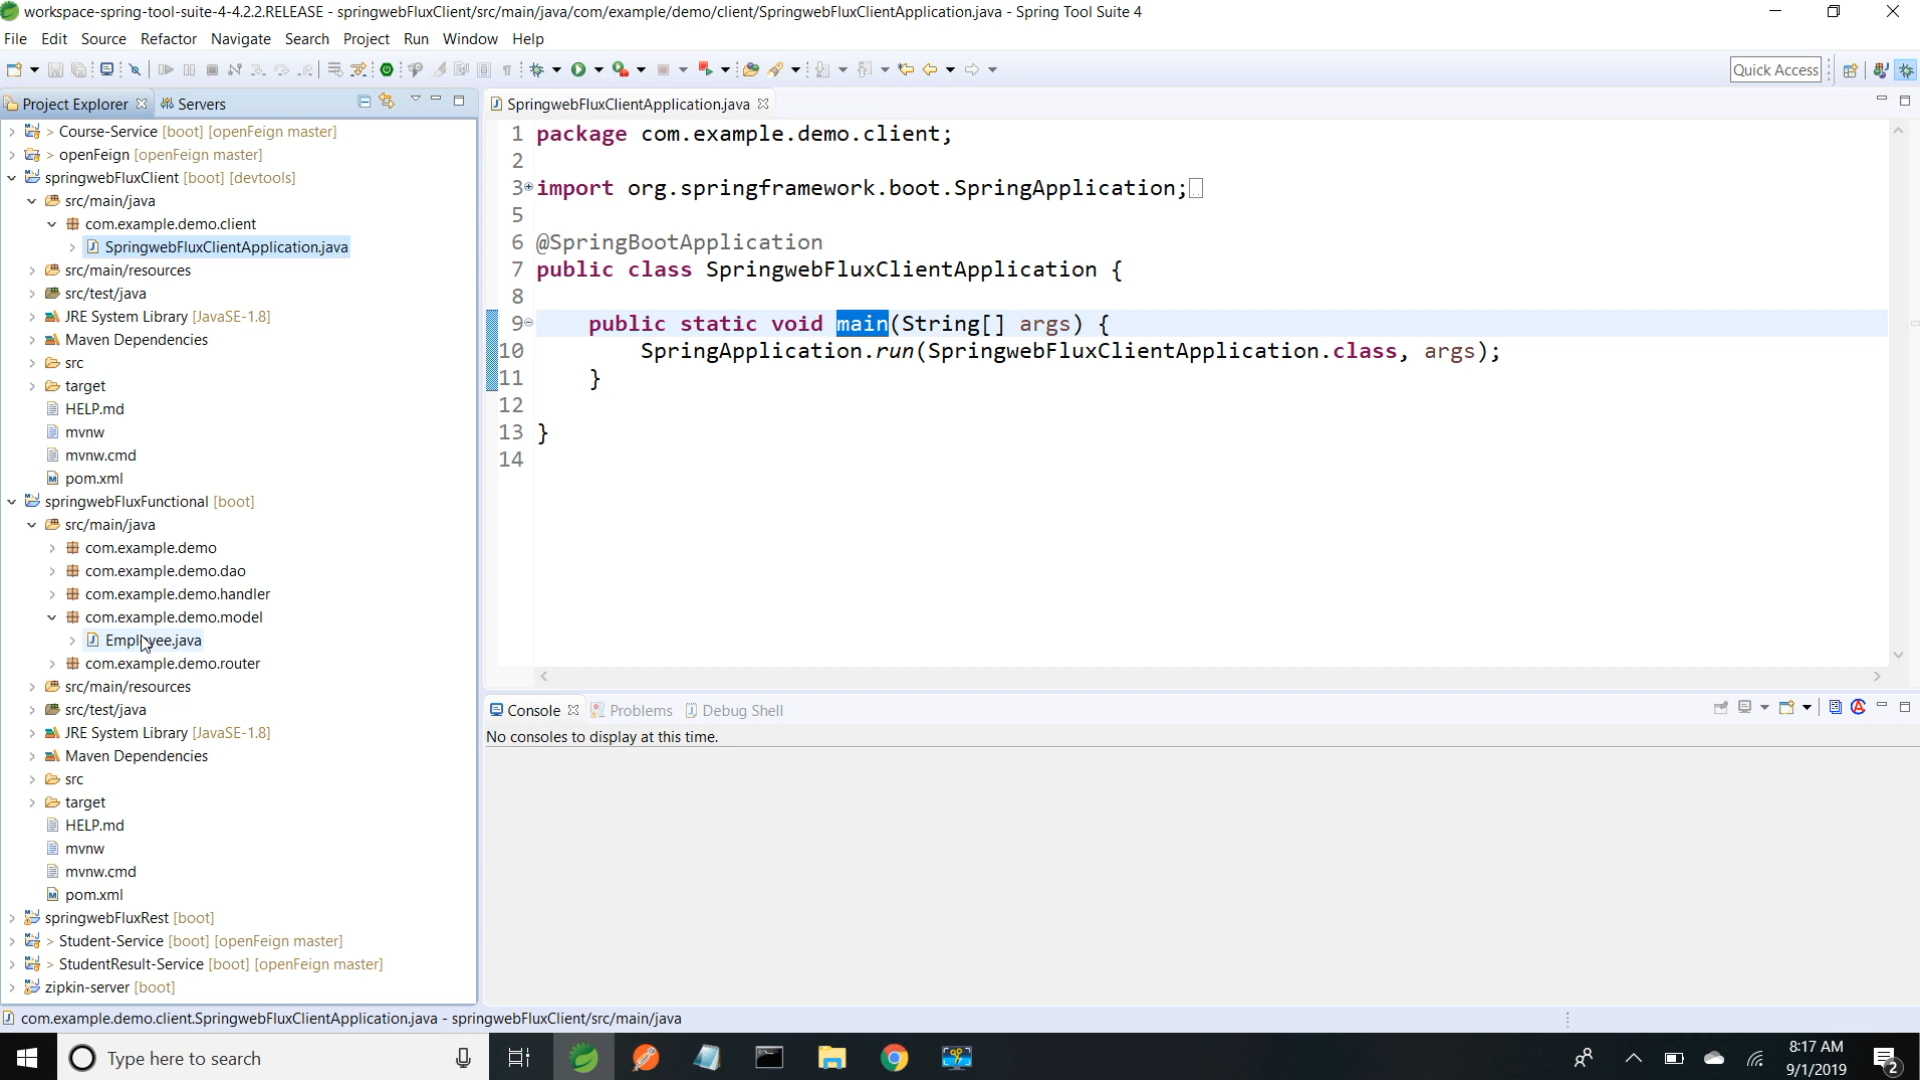 workspace-spring-tool-suite-4-4.2.2.RELEASE - springwebFluxClient/src/main/java/com/example/demo/client/SpringwebFluxClientApplication.java - Spring Tool Suite 4
File Edit Source Refactor Navigate Search Project Run Window Help
Quick Access
Project Explorer
Servers
> Course-Service [boot] [openFeign master]
> openFeign [openFeign master]
springwebFluxClient [boot] [devtools]
src/main/java
com.example.demo.client
SpringwebFluxClientApplication.java
src/main/resources
src/test/java
JRE System Library [JavaSE-1.8]
Maven Dependencies
src
target
HELP.md
mvnw
mvnw.cmd
pom.xml
springwebFluxFunctional [boot]
src/main/java
com.example.demo
com.example.demo.dao
com.example.demo.handler
com.example.demo.model
Employee.java
com.example.demo.router
src/main/resources
src/test/java
JRE System Library [JavaSE-1.8]
Maven Dependencies
src
target
HELP.md
mvnw
mvnw.cmd
pom.xml
springwebFluxRest [boot]
> Student-Service [boot] [openFeign master]
> StudentResult-Service [boot] [openFeign master]
zipkin-server [boot]
SpringwebFluxClientApplication.java
1 package com.example.demo.client;
2
3 import org.springframework.boot.SpringApplication;
5
6 @SpringBootApplication
7 public class SpringwebFluxClientApplication {
8
9 public static void main(String[] args) {
10 SpringApplication.run(SpringwebFluxClientApplication.class, args);
11 }
12
13 }
14
Console
Problems
Debug Shell
No consoles to display at this time.
com.example.demo.client.SpringwebFluxClientApplication.java - springwebFluxClient/src/main/java
Type here to search
8:17 AM
9/1/2019
2